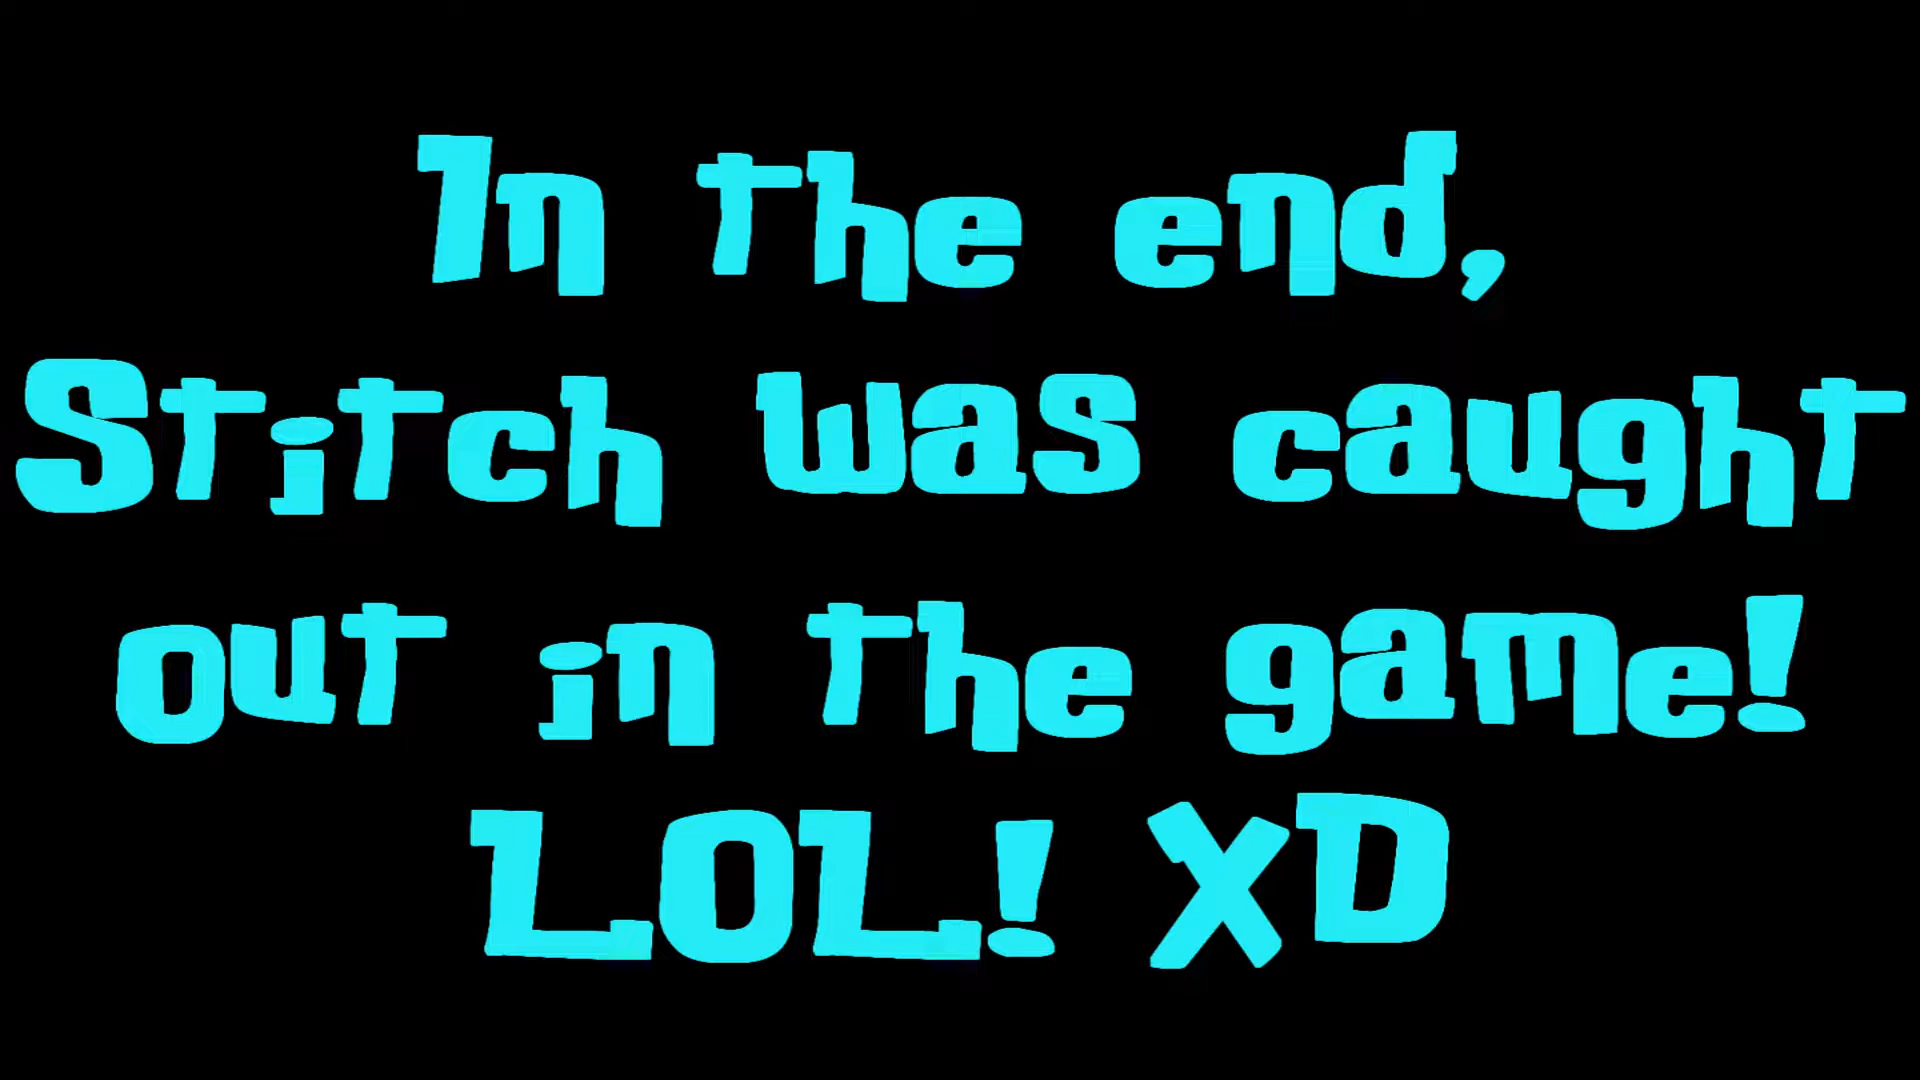 In the end,
Stitch was caught
out in the game!
LOL! XD